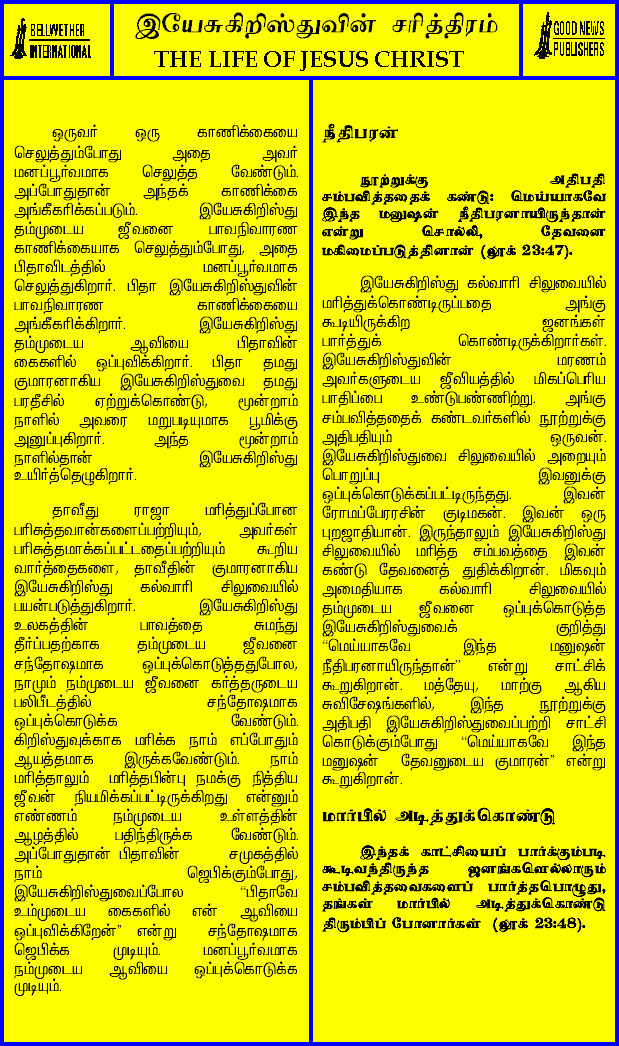 BELLWETHER
INTERNATIONAL
இயேசுகிறிஸ்துவின் சரித்திரம்
THE LIFE OF JESUS CHRIST
GOOD NEWS
PUBLISHERS
ஒருவர் ஒரு காணிக்கையை
செலுத்தும்போது அதை அவர்
மனப்பூர்வமாக செலுத்த வேண்டும்.
அப்போதுதான் அந்தக் காணிக்கை
அங்கீகரிக்கப்படும். இயேசுகிறிஸ்து
தம்முடைய ஜீவனை பாவநிவாரண
காணிக்கையாக செலுத்தும்போது, அதை
பிதாவிடத்தில் மனப்பூர்வமாக
செலுத்துகிறார். பிதா இயேசுகிறிஸ்துவின்
பாவநிவாரண காணிக்கையை
அங்கீகரிக்கிறார். இயேசுகிறிஸ்து
தம்முடைய ஆவியை பிதாவின்
கைகளில் ஒப்புவிக்கிறார். பிதா தமது
குமாரனாகிய இயேசுகிறிஸ்துவை தமது
பரதீசில் ஏற்றுக்கொண்டு, மூன்றாம்
நாளில் அவரை மறுபடியுமாக பூமிக்கு
அனுப்புகிறார். அந்த மூன்றாம்
நாளில்தான் இயேசுகிறிஸ்து
உயிர்த்தெழுகிறார்.
தாவீது ராஜா மரித்துப்போன
பரிசுத்தவான்களைப்பற்றியும், அவர்கள்
பரிசுத்தமாக்கப்பட்டதைப்பற்றியும் கூறிய
வார்த்தைகளை, தாவீதின் குமாரனாகிய
இயேசுகிறிஸ்து கல்வாரி சிலுவையில்
பயன்படுத்துகிறார். இயேசுகிறிஸ்து
உலகத்தின் பாவத்தை சுமந்து
தீர்ப்பதற்காக தம்முடைய ஜீவனை
சந்தோஷமாக ஒப்புக்கொடுத்ததுபோல,
நாமும் நம்முடைய ஜீவனை கர்த்தருடைய
பலிபீடத்தில் சந்தோஷமாக
ஒப்புக்கொடுக்க வேண்டும்.
கிறிஸ்துவுக்காக மரிக்க நாம் எப்போதும்
ஆயத்தமாக இருக்கவேண்டும். நாம்
மரித்தாலும் மரித்தபின்பு நமக்கு நித்திய
ஜீவன் நியமிக்கப்பட்டிருக்கிறது என்னும்
எண்ணம் நம்முடைய உள்ளத்தின்
ஆழத்தில் பதிந்திருக்க வேண்டும்.
அப்போதுதான் பிதாவின் சமுகத்தில்
நாம் ஜெபிக்கும்போது,
இயேசுகிறிஸ்துவைப்போல "பிதாவே
உம்முடைய கைகளில் என் ஆவியை
ஒப்புவிக்கிறேன்" என்று சந்தோஷமாக
ஜெபிக்க முடியும். மனப்பூர்வமாக
நம்முடைய ஆவியை ஒப்புக்கொடுக்க
முடியும்.
நீதிபரன்
நூற்றுக்கு அதிபதி
சம்பவித்ததைக் கண்டு: மெய்யாகவே
இந்த மனுஷன் நீதிபரனாயிருந்தான்
என்று சொல்லி, தேவனை
மகிமைப்படுத்தினான் (லூக் 23:47).
இயேசுகிறிஸ்து கல்வாரி சிலுவையில்
மரித்துக்கொண்டிருப்பதை அங்கு
கூடியிருக்கிற ஜனங்கள்
பார்த்துக் கொண்டிருக்கிறார்கள்.
இயேசுகிறிஸ்துவின் மரணம்
அவர்களுடைய ஜீவியத்தில் மிகப்பெரிய
பாதிப்பை உண்டுபண்ணிற்று. அங்கு
சம்பவித்ததைக் கண்டவர்களில் நூற்றுக்கு
அதிபதியும் ஒருவன்.
இயேசுகிறிஸ்துவை சிலுவையில் அறையும்
பொறுப்பு இவனுக்கு
ஒப்புக்கொடுக்கப்பட்டிருந்தது. இவன்
ரோமப்பேரரசின் குடிமகன். இவன் ஒரு
புறஜாதியான். இருந்தாலும் இயேசுகிறிஸ்து
சிலுவையில் மரித்த சம்பவத்தை இவன்
கண்டு தேவனைத் துதிக்கிறான். மிகவும்
அமைதியாக கல்வாரி சிலுவையில்
தம்முடைய ஜீவனை ஒப்புக்கொடுத்த
இயேசுகிறிஸ்துவைக் குறித்து
"மெய்யாகவே இந்த மனுஷன்
நீதிபரனாயிருந்தான்" என்று சாட்சிக்
கூறுகிறான். மத்தேயு, மாற்கு ஆகிய
சுவிசேஷங்களில், இந்த நூற்றுக்கு
அதிபதி இயேசுகிறிஸ்துவைப்பற்றி சாட்சி
கொடுக்கும்போது "மெய்யாகவே இந்த
மனுஷன் தேவனுடைய குமாரன்" என்று
கூறுகிறான்.
மார்பில் அடித்துக்கொண்டு
இந்தக் காட்சியைப் பார்க்கும்படி
கூடிவந்திருந்த ஜனங்களெல்லாரும்
சம்பவித்தவைகளைப் பார்த்தபொழுது,
தங்கள் மார்பில் அடித்துக்கொண்டு
திரும்பிப் போனார்கள் (லூக் 23:48).